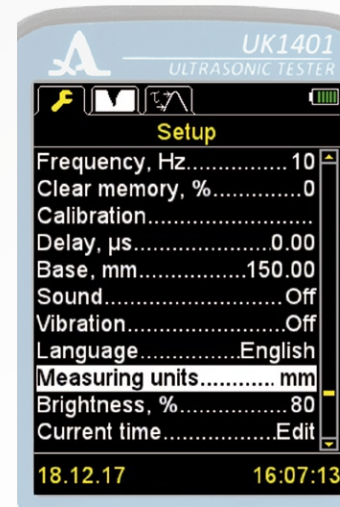 UK1401
ULTRASONIC TESTER
Setup
Frequency, Hz................10
Clear memory, %.............0
Calibration........................
Delay, µs.....................0.00
Base, mm................150.00
Sound...........................Off
Vibration.......................Off
Language...............English
Measuring units............ mm
Brightness, %................80
Current time................Edit
18.12.17 16:07:13